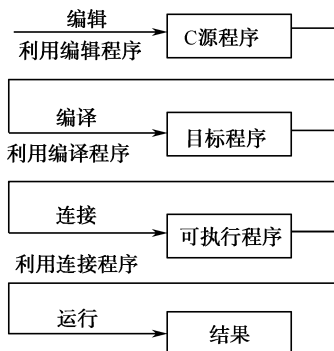 编辑
利用编辑程序
C源程序
编译
利用编译程序
目标程序
连接
利用连接程序
可执行程序
运行
结果